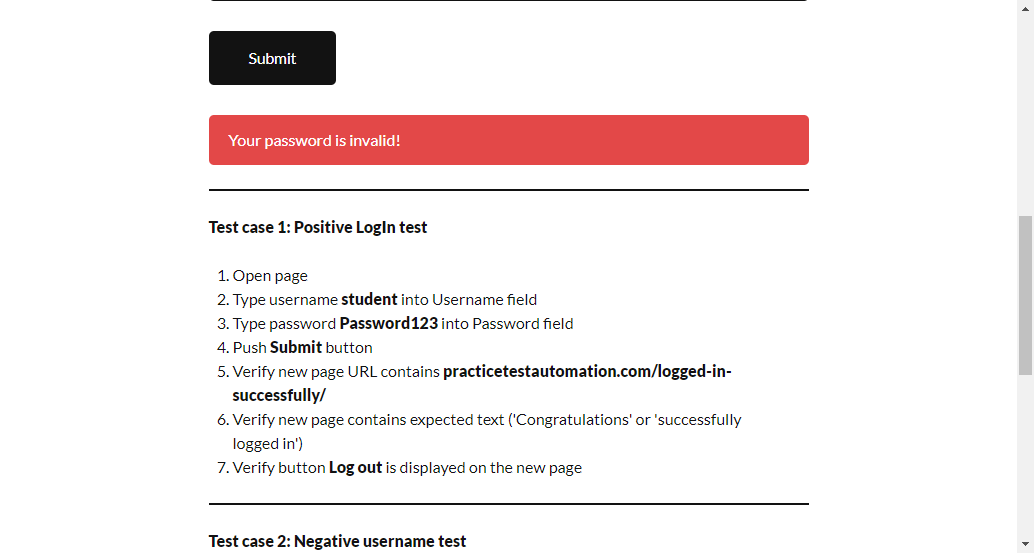 Submit
Your password is invalid!
Test case 1: Positive LogIn test
1. Open page
2. Type username student into Username field
3. Type password Password123 into Password field
4. Push Submit button
5. Verify new page URL contains practicetestautomation.com/logged-in-
successfully/
6. Verify new page contains expected text ('Congratulations' or 'successfully
logged in')
7. Verify button Log out is displayed on the new page
Test case 2: Negative username test